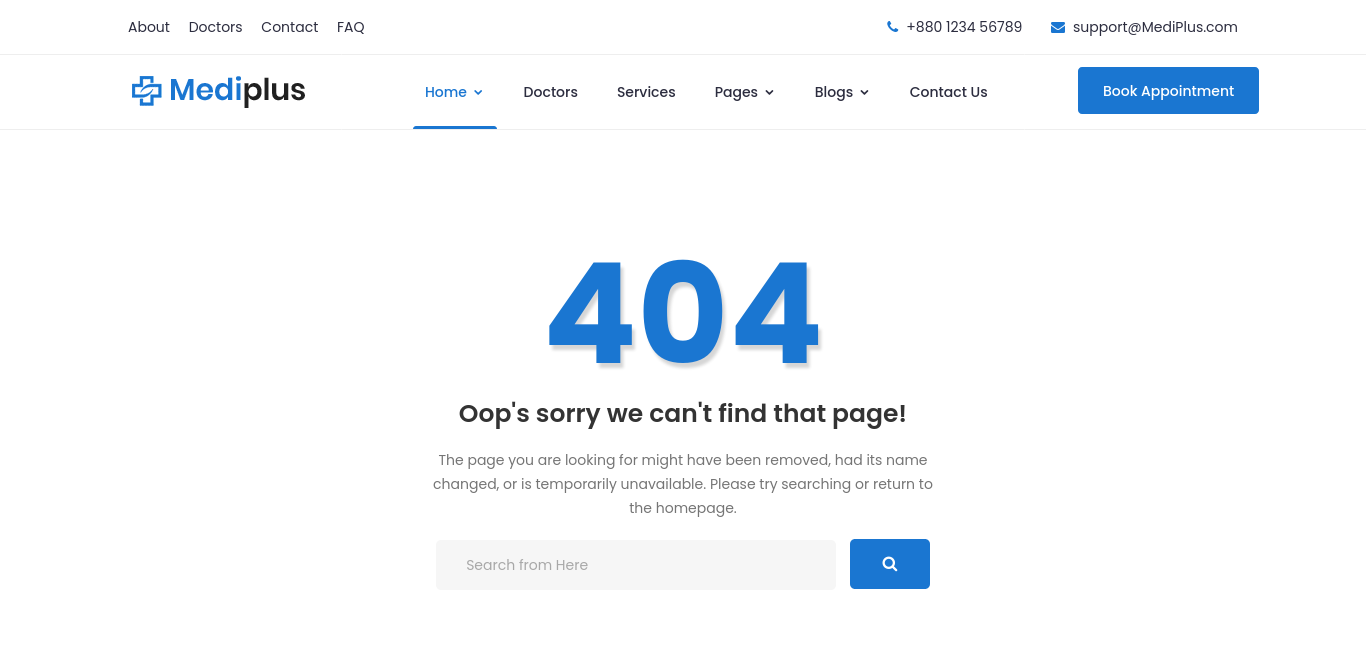 About Doctors Contact FAQ +880 1234 56789 support@MediPlus.com
Mediplus Home Doctors Services Pages Blogs Contact Us Book Appointment
404
Oop's sorry we can't find that page!
The page you are looking for might have been removed, had its name
changed, or is temporarily unavailable. Please try searching or return to
the homepage.
Search from Here